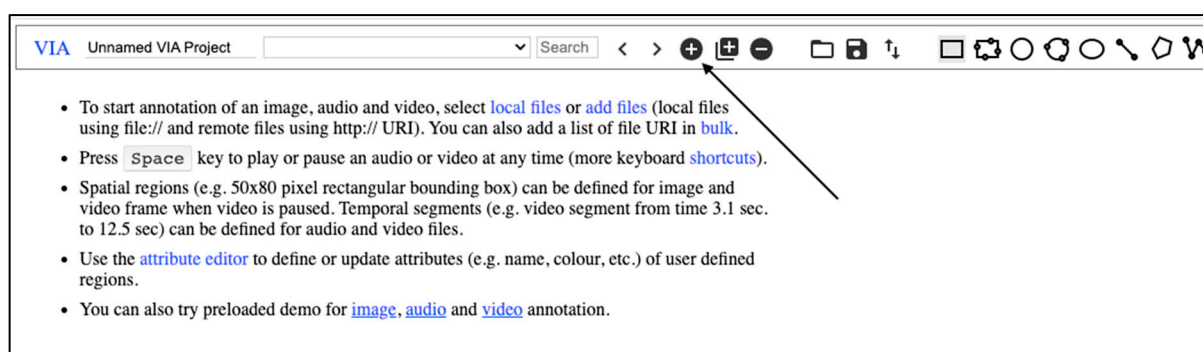 VIA Unnamed VIA Project Search
To start annotation of an image, audio and video, select local files or add files (local files
using file:// and remote files using http:// URI). You can also add a list of file URI in bulk.
Press Space key to play or pause an audio or video at any time (more keyboard shortcuts).
Spatial regions (e.g. 50x80 pixel rectangular bounding box) can be defined for image and
video frame when video is paused. Temporal segments (e.g. video segment from time 3.1 sec.
to 12.5 sec) can be defined for audio and video files.
Use the attribute editor to define or update attributes (e.g. name, colour, etc.) of user defined
regions.
You can also try preloaded demo for image, audio and video annotation.